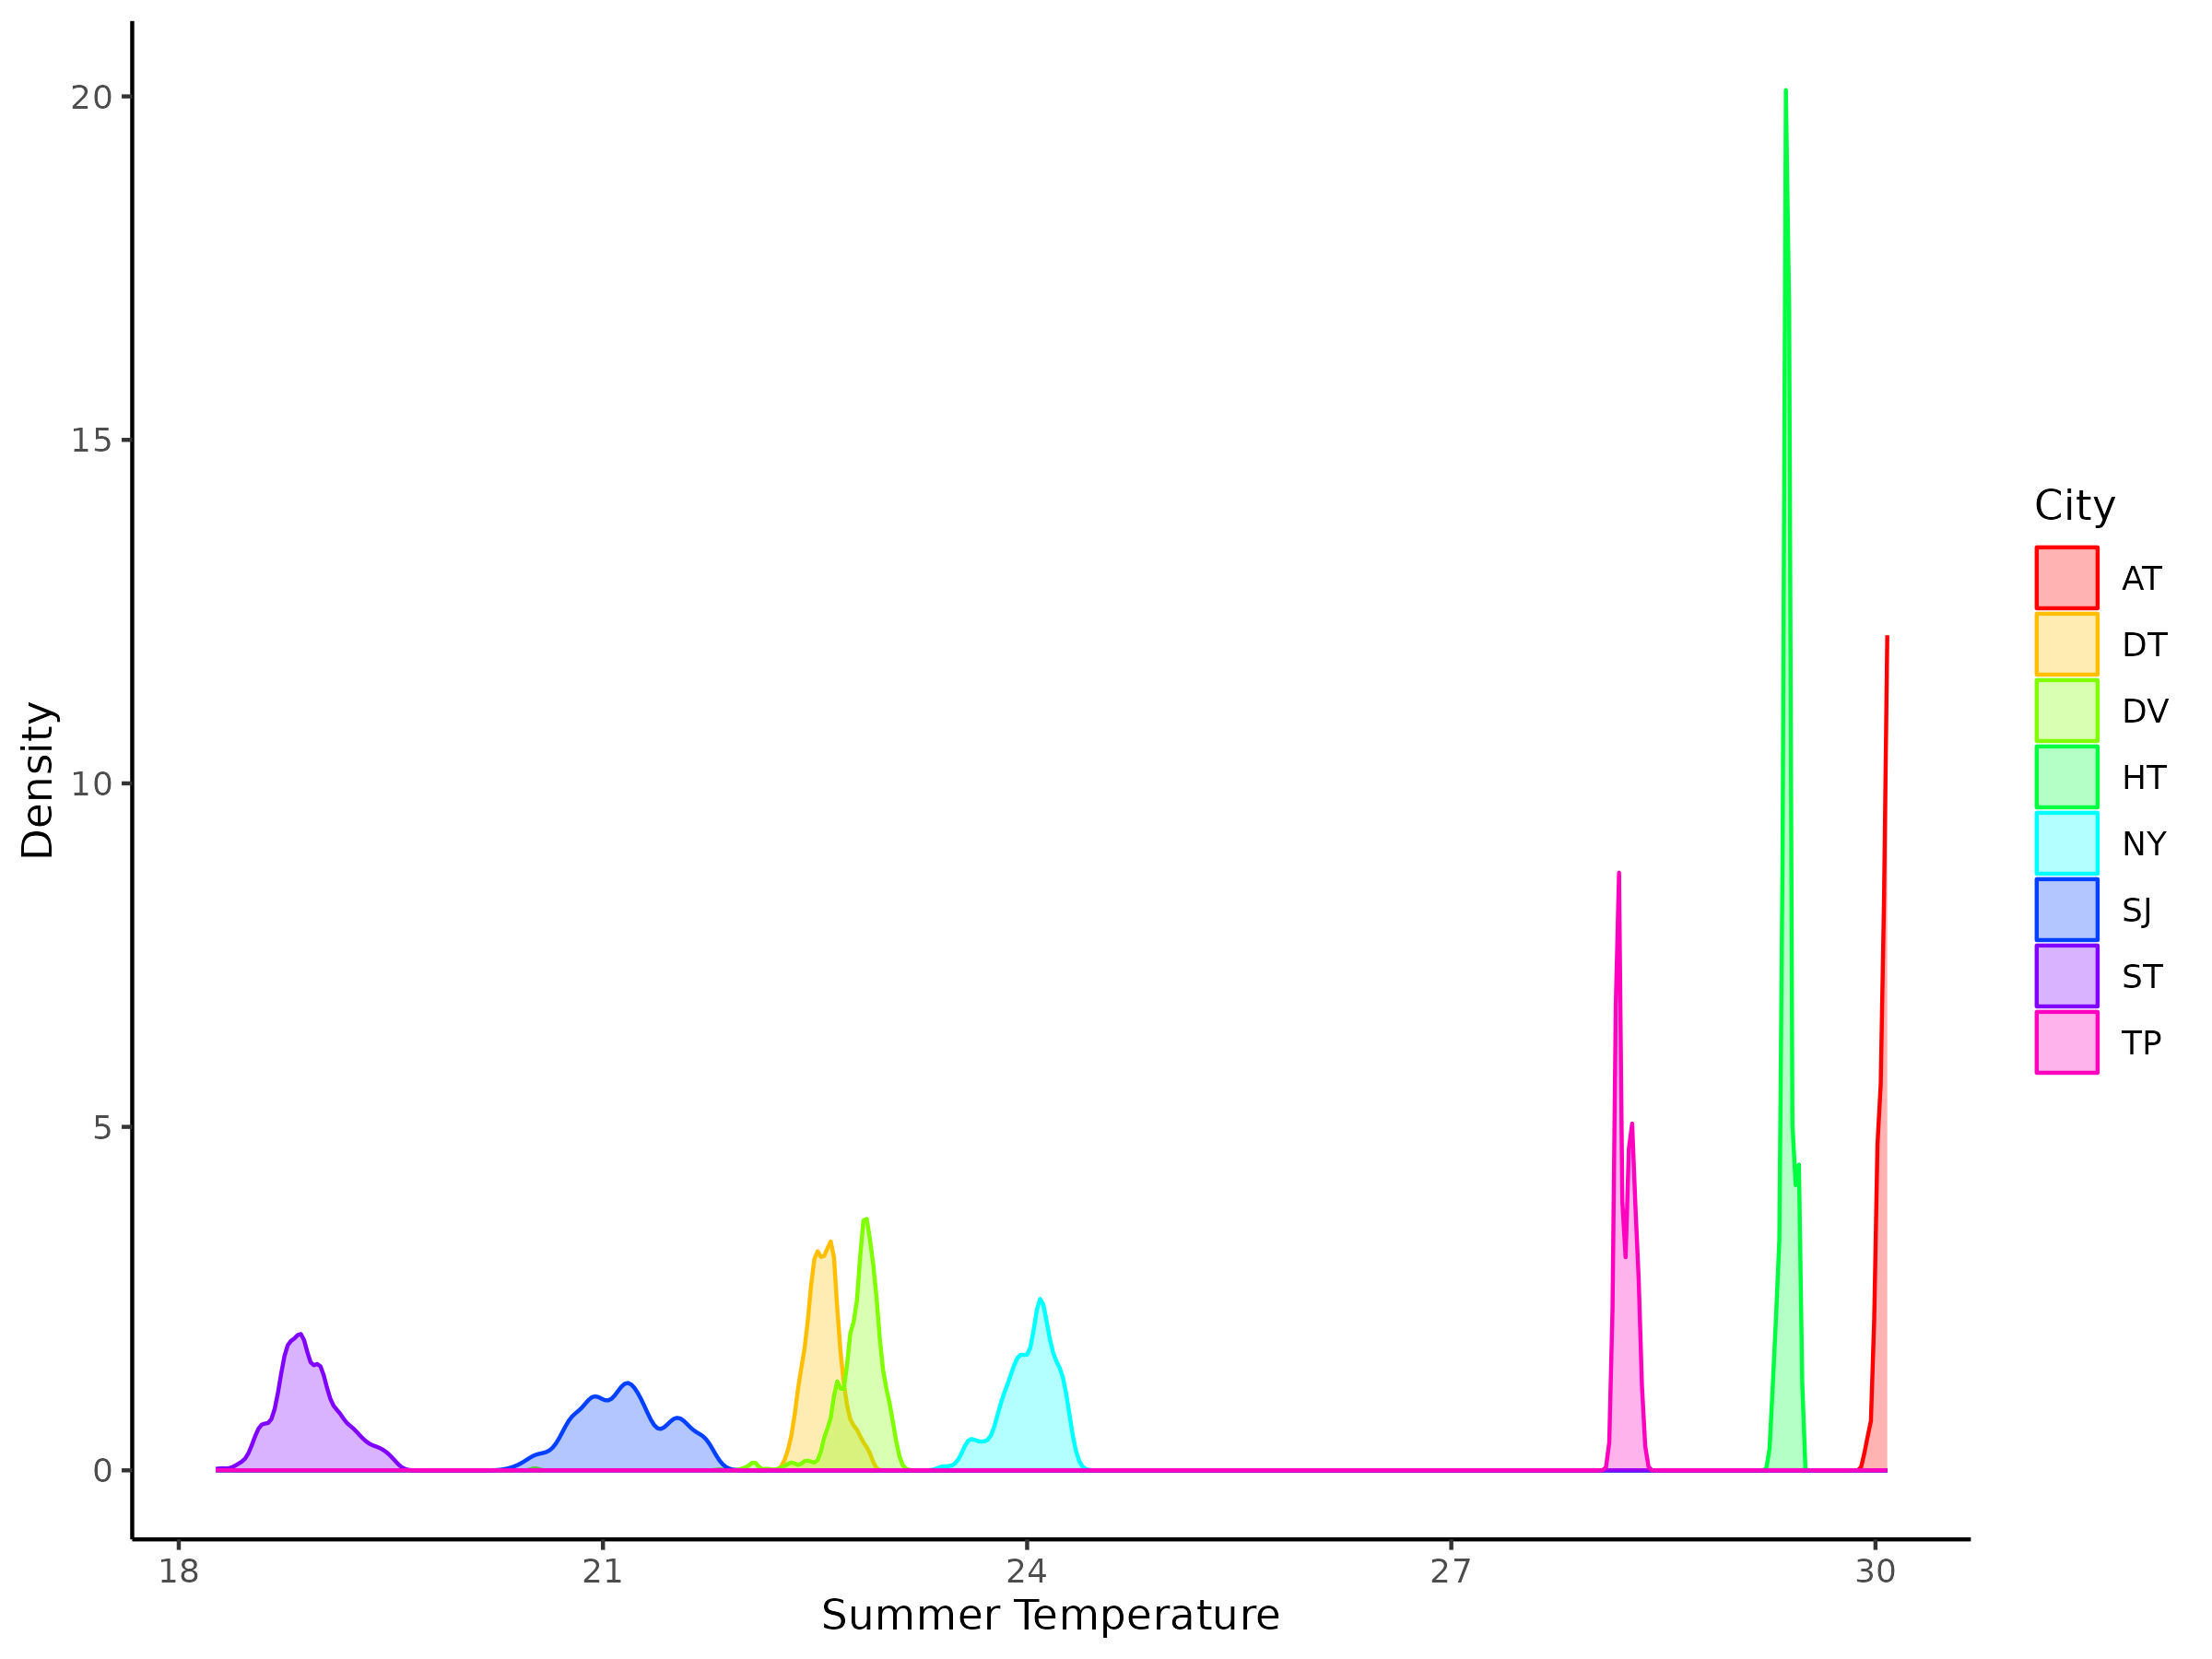 20
15
10
5
0
Density
18
21
24
27
30
Summer Temperature
City
AT
DT
DV
HT
NY
SJ
ST
TP